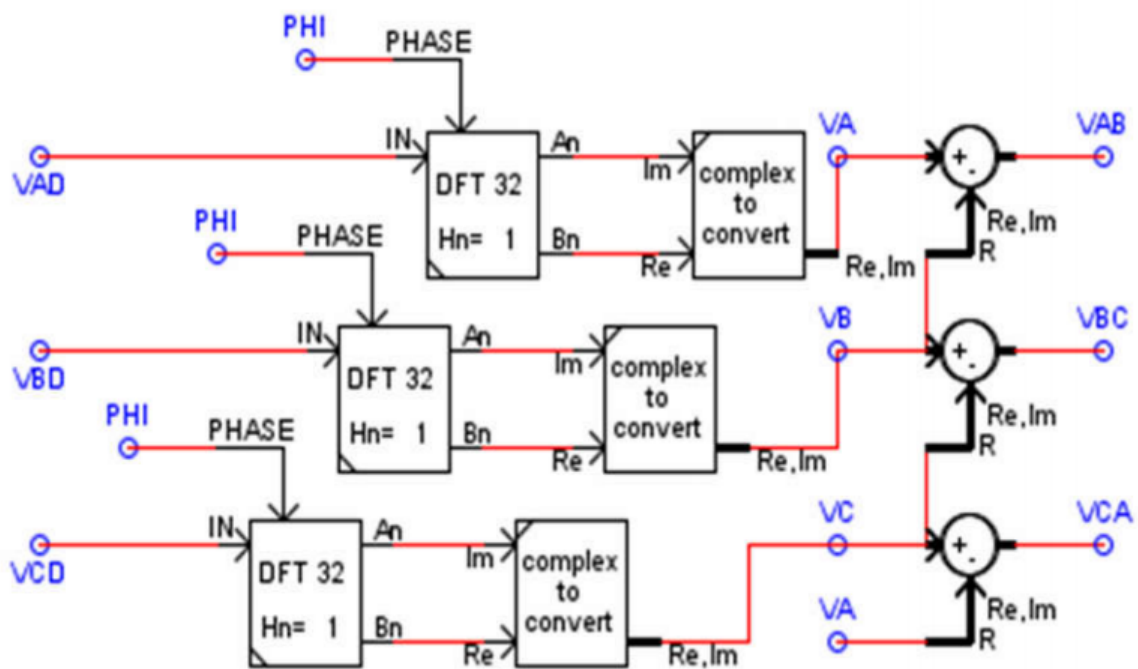 PHI
PHASE
VA
VAB
VAD
IN
An
Im
DFT 32
Hn= 1
Bn
Re
complex
to
convert
Re,Im
+
-
Re,Im
R
PHI
PHASE
VB
VBC
VBD
IN
An
Im
DFT 32
Hn= 1
Bn
Re
complex
to
convert
Re,Im
+
-
Re,Im
R
PHI
PHASE
VC
VCA
VCD
IN
An
Im
DFT 32
Hn= 1
Bn
Re
complex
to
convert
Re,Im
+
-
VA
Re,Im
R